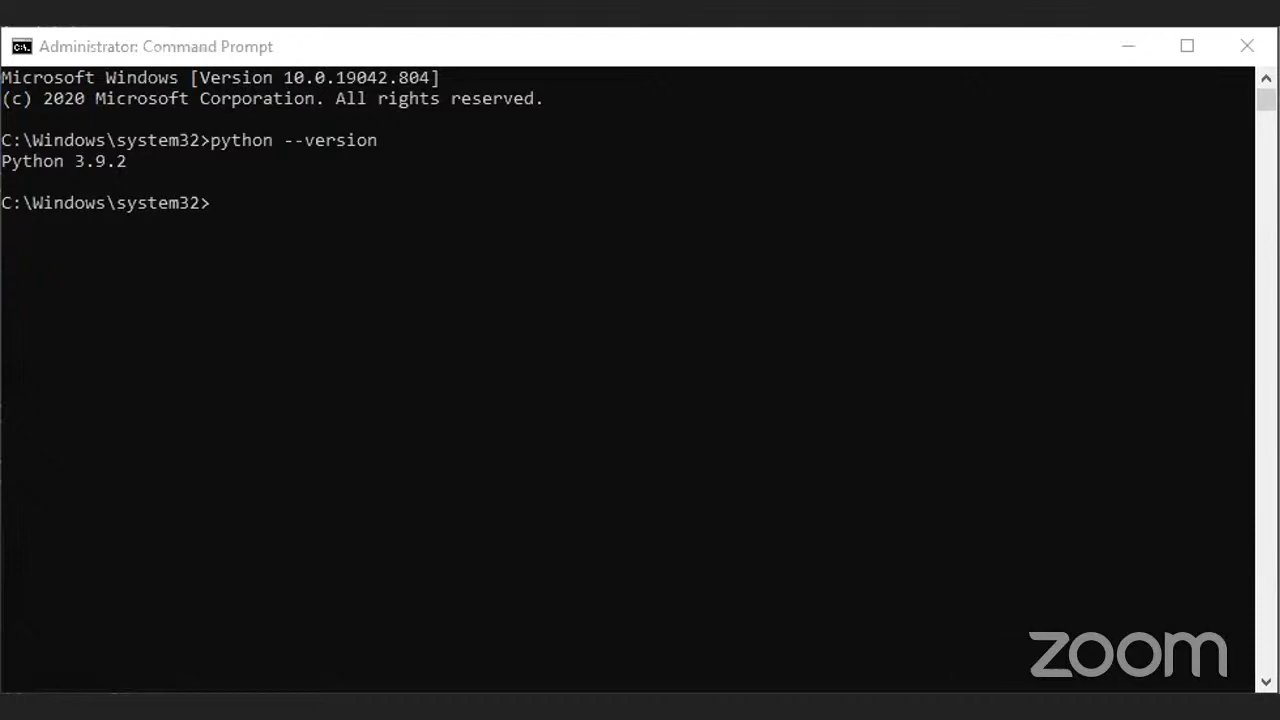 Administrator: Command Prompt
Microsoft Windows [Version 10.0.19042.804]
(c) 2020 Microsoft Corporation. All rights reserved.
C:\Windows\system32>python --version
Python 3.9.2
C:\Windows\system32>
zoom